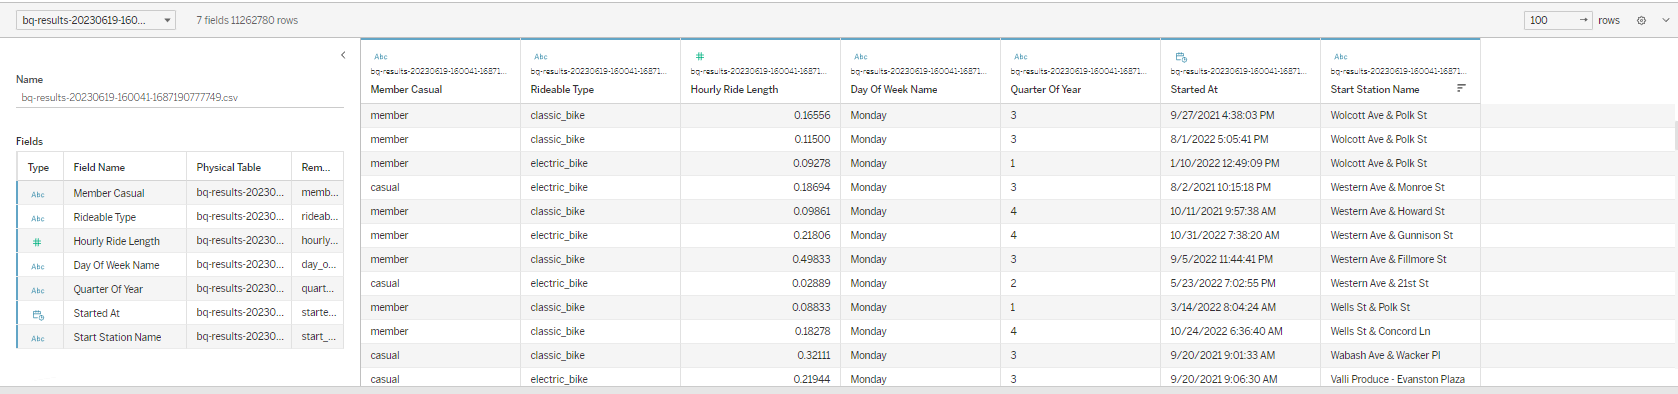 bq-results-20230619-160... 7 fields 11262780 rows 100 → rows
Name
bq-results-20230619-160041-1687190777749.csv
Fields
Type Field Name Physical Table Rem...
Abc Member Casual bq-results-20230... memb...
Abc Rideable Type bq-results-20230... rideab...
# Hourly Ride Length bq-results-20230... hourly...
Abc Day Of Week Name bq-results-20230... day_o...
Abc Quarter Of Year bq-results-20230... quart...
Started At bq-results-20230... starte...
Abc Start Station Name bq-results-20230... start_...
Abc Abc # Abc Abc Abc
bq-results-20230619-160041-16871... bq-results-20230619-160041-16871... bq-results-20230619-160041-16871... bq-results-20230619-160041-16871... bq-results-20230619-160041-16871... bq-results-20230619-160041-16871... bq-results-20230619-160041-16871...
Member Casual Rideable Type Hourly Ride Length Day Of Week Name Quarter Of Year Started At Start Station Name
member classic_bike 0.16556 Monday 3 9/27/2021 4:38:03 PM Wolcott Ave & Polk St
member classic_bike 0.11500 Monday 3 8/1/2022 5:05:41 PM Wolcott Ave & Polk St
member electric_bike 0.09278 Monday 1 1/10/2022 12:49:09 PM Wolcott Ave & Polk St
casual electric_bike 0.18694 Monday 3 8/2/2021 10:15:18 PM Western Ave & Monroe St
member classic_bike 0.09861 Monday 4 10/11/2021 9:57:38 AM Western Ave & Howard St
member electric_bike 0.21806 Monday 4 10/31/2022 7:38:20 AM Western Ave & Gunnison St
member classic_bike 0.49833 Monday 3 9/5/2022 11:44:41 PM Western Ave & Fillmore St
casual electric_bike 0.02889 Monday 2 5/23/2022 7:02:55 PM Western Ave & 21st St
member classic_bike 0.08833 Monday 1 3/14/2022 8:04:24 AM Wells St & Polk St
member classic_bike 0.18278 Monday 4 10/24/2022 6:36:40 AM Wells St & Concord Ln
casual classic_bike 0.32111 Monday 3 9/20/2021 9:01:33 AM Wabash Ave & Wacker Pl
casual electric_bike 0.21944 Monday 3 9/20/2021 9:06:30 AM Valli Produce - Evanston Plaza